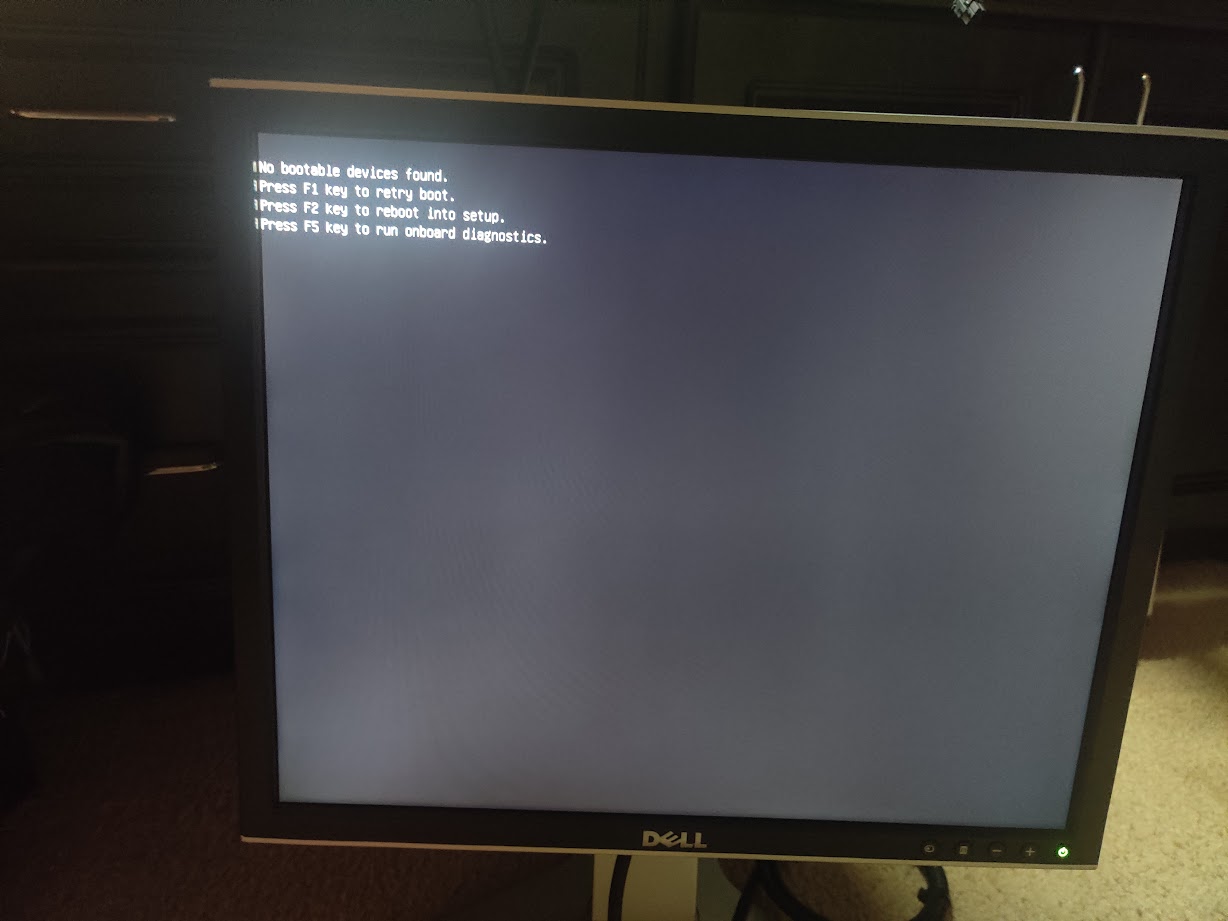 No bootable devices found.
Press F1 key to retry boot.
Press F2 key to reboot into setup.
Press F5 key to run onboard diagnostics.
DELL